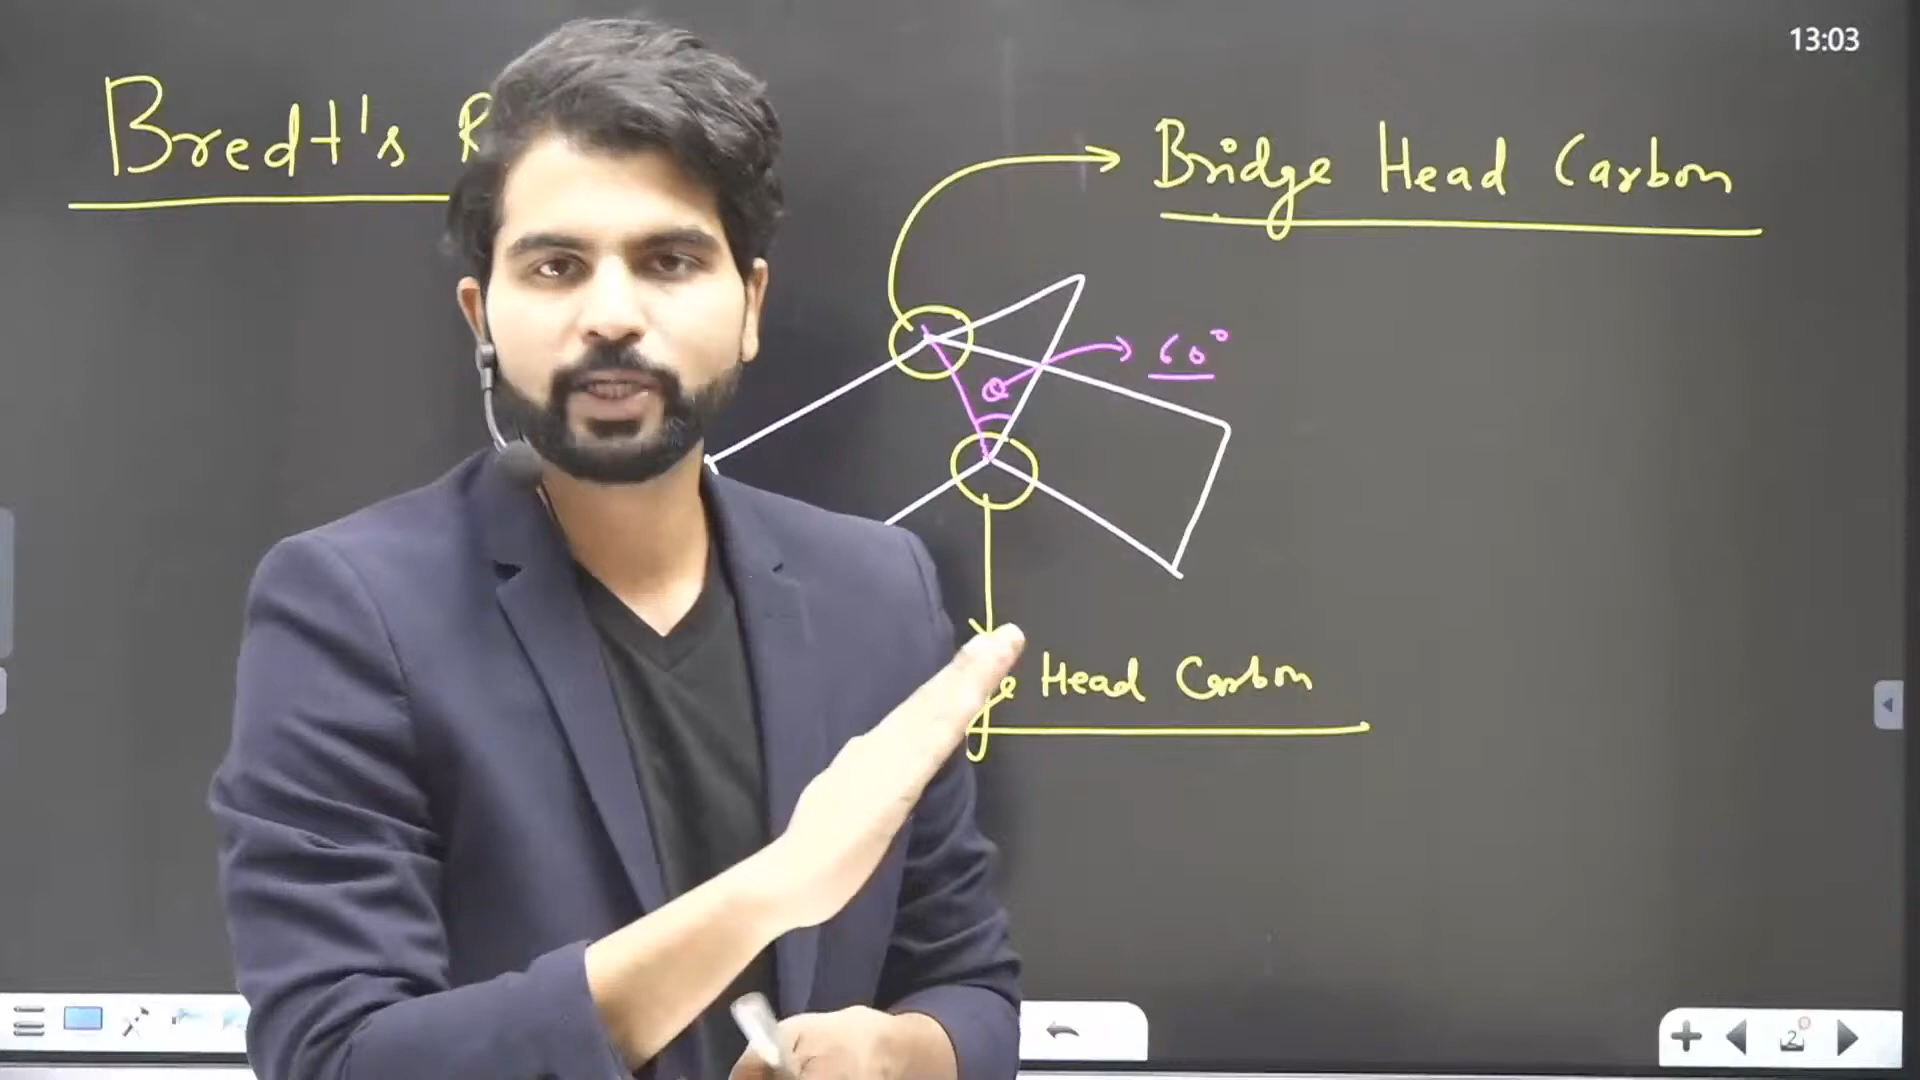 13:03
Bredt's
Bridge Head Carbon
60°
θ
Head Carbon
2